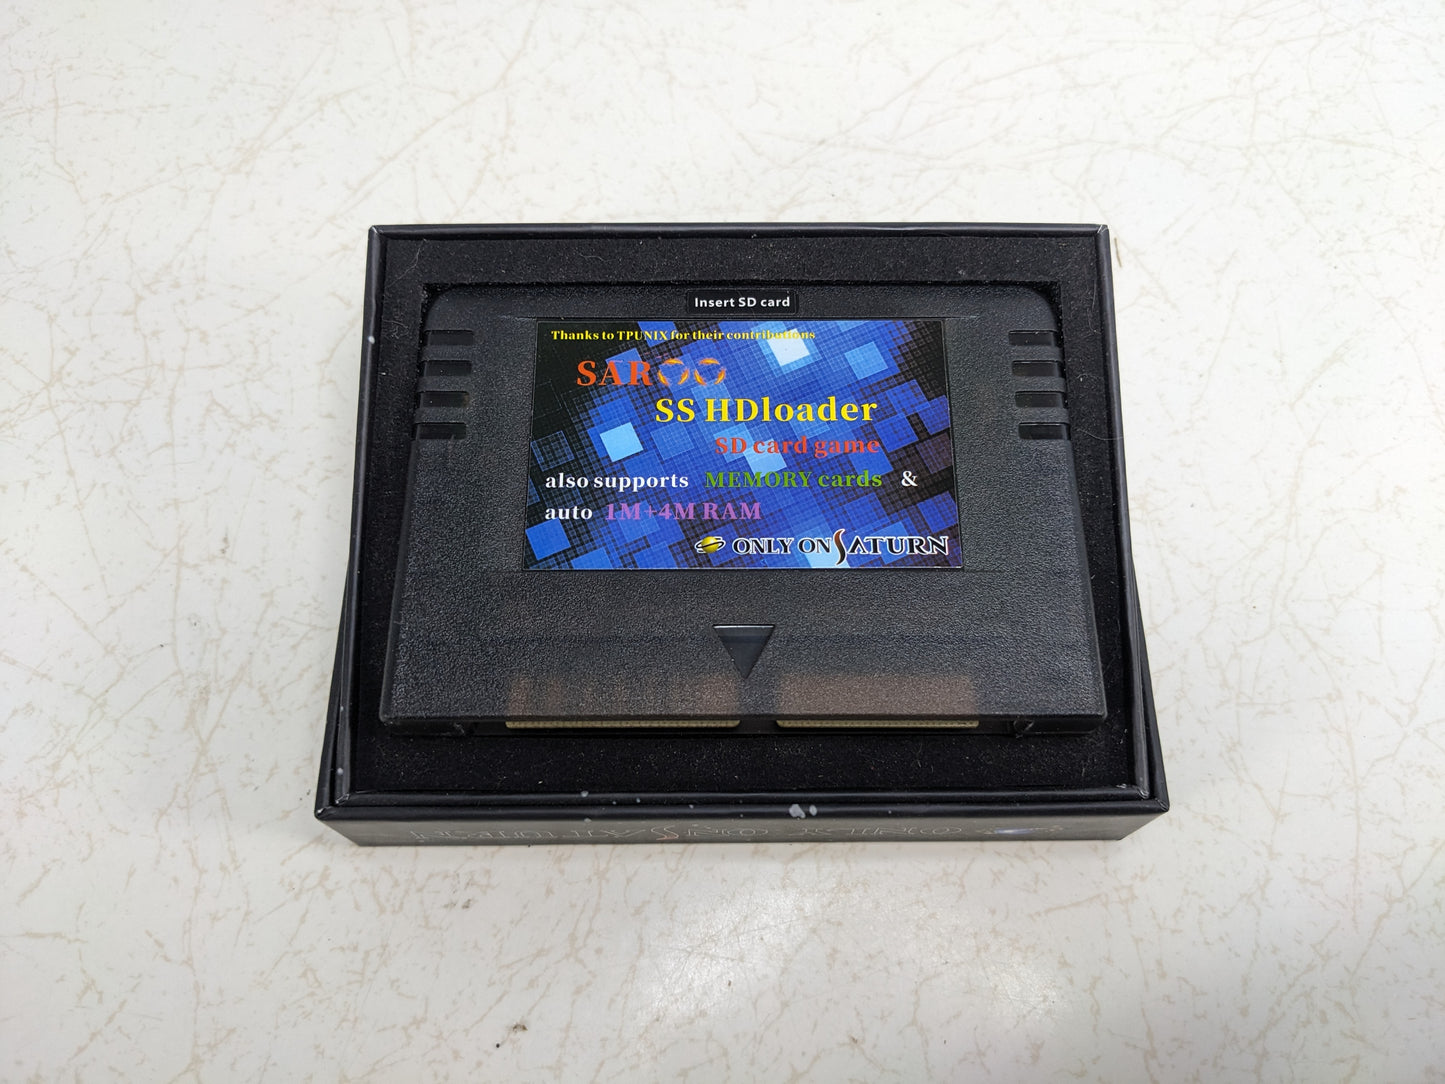 Insert SD card
Thanks to TPUNIX for their contributions
SAROO
SS HDloader
SD card game
also supports MEMORY cards &
auto 1M+4M RAM
ONLY ON SATURN